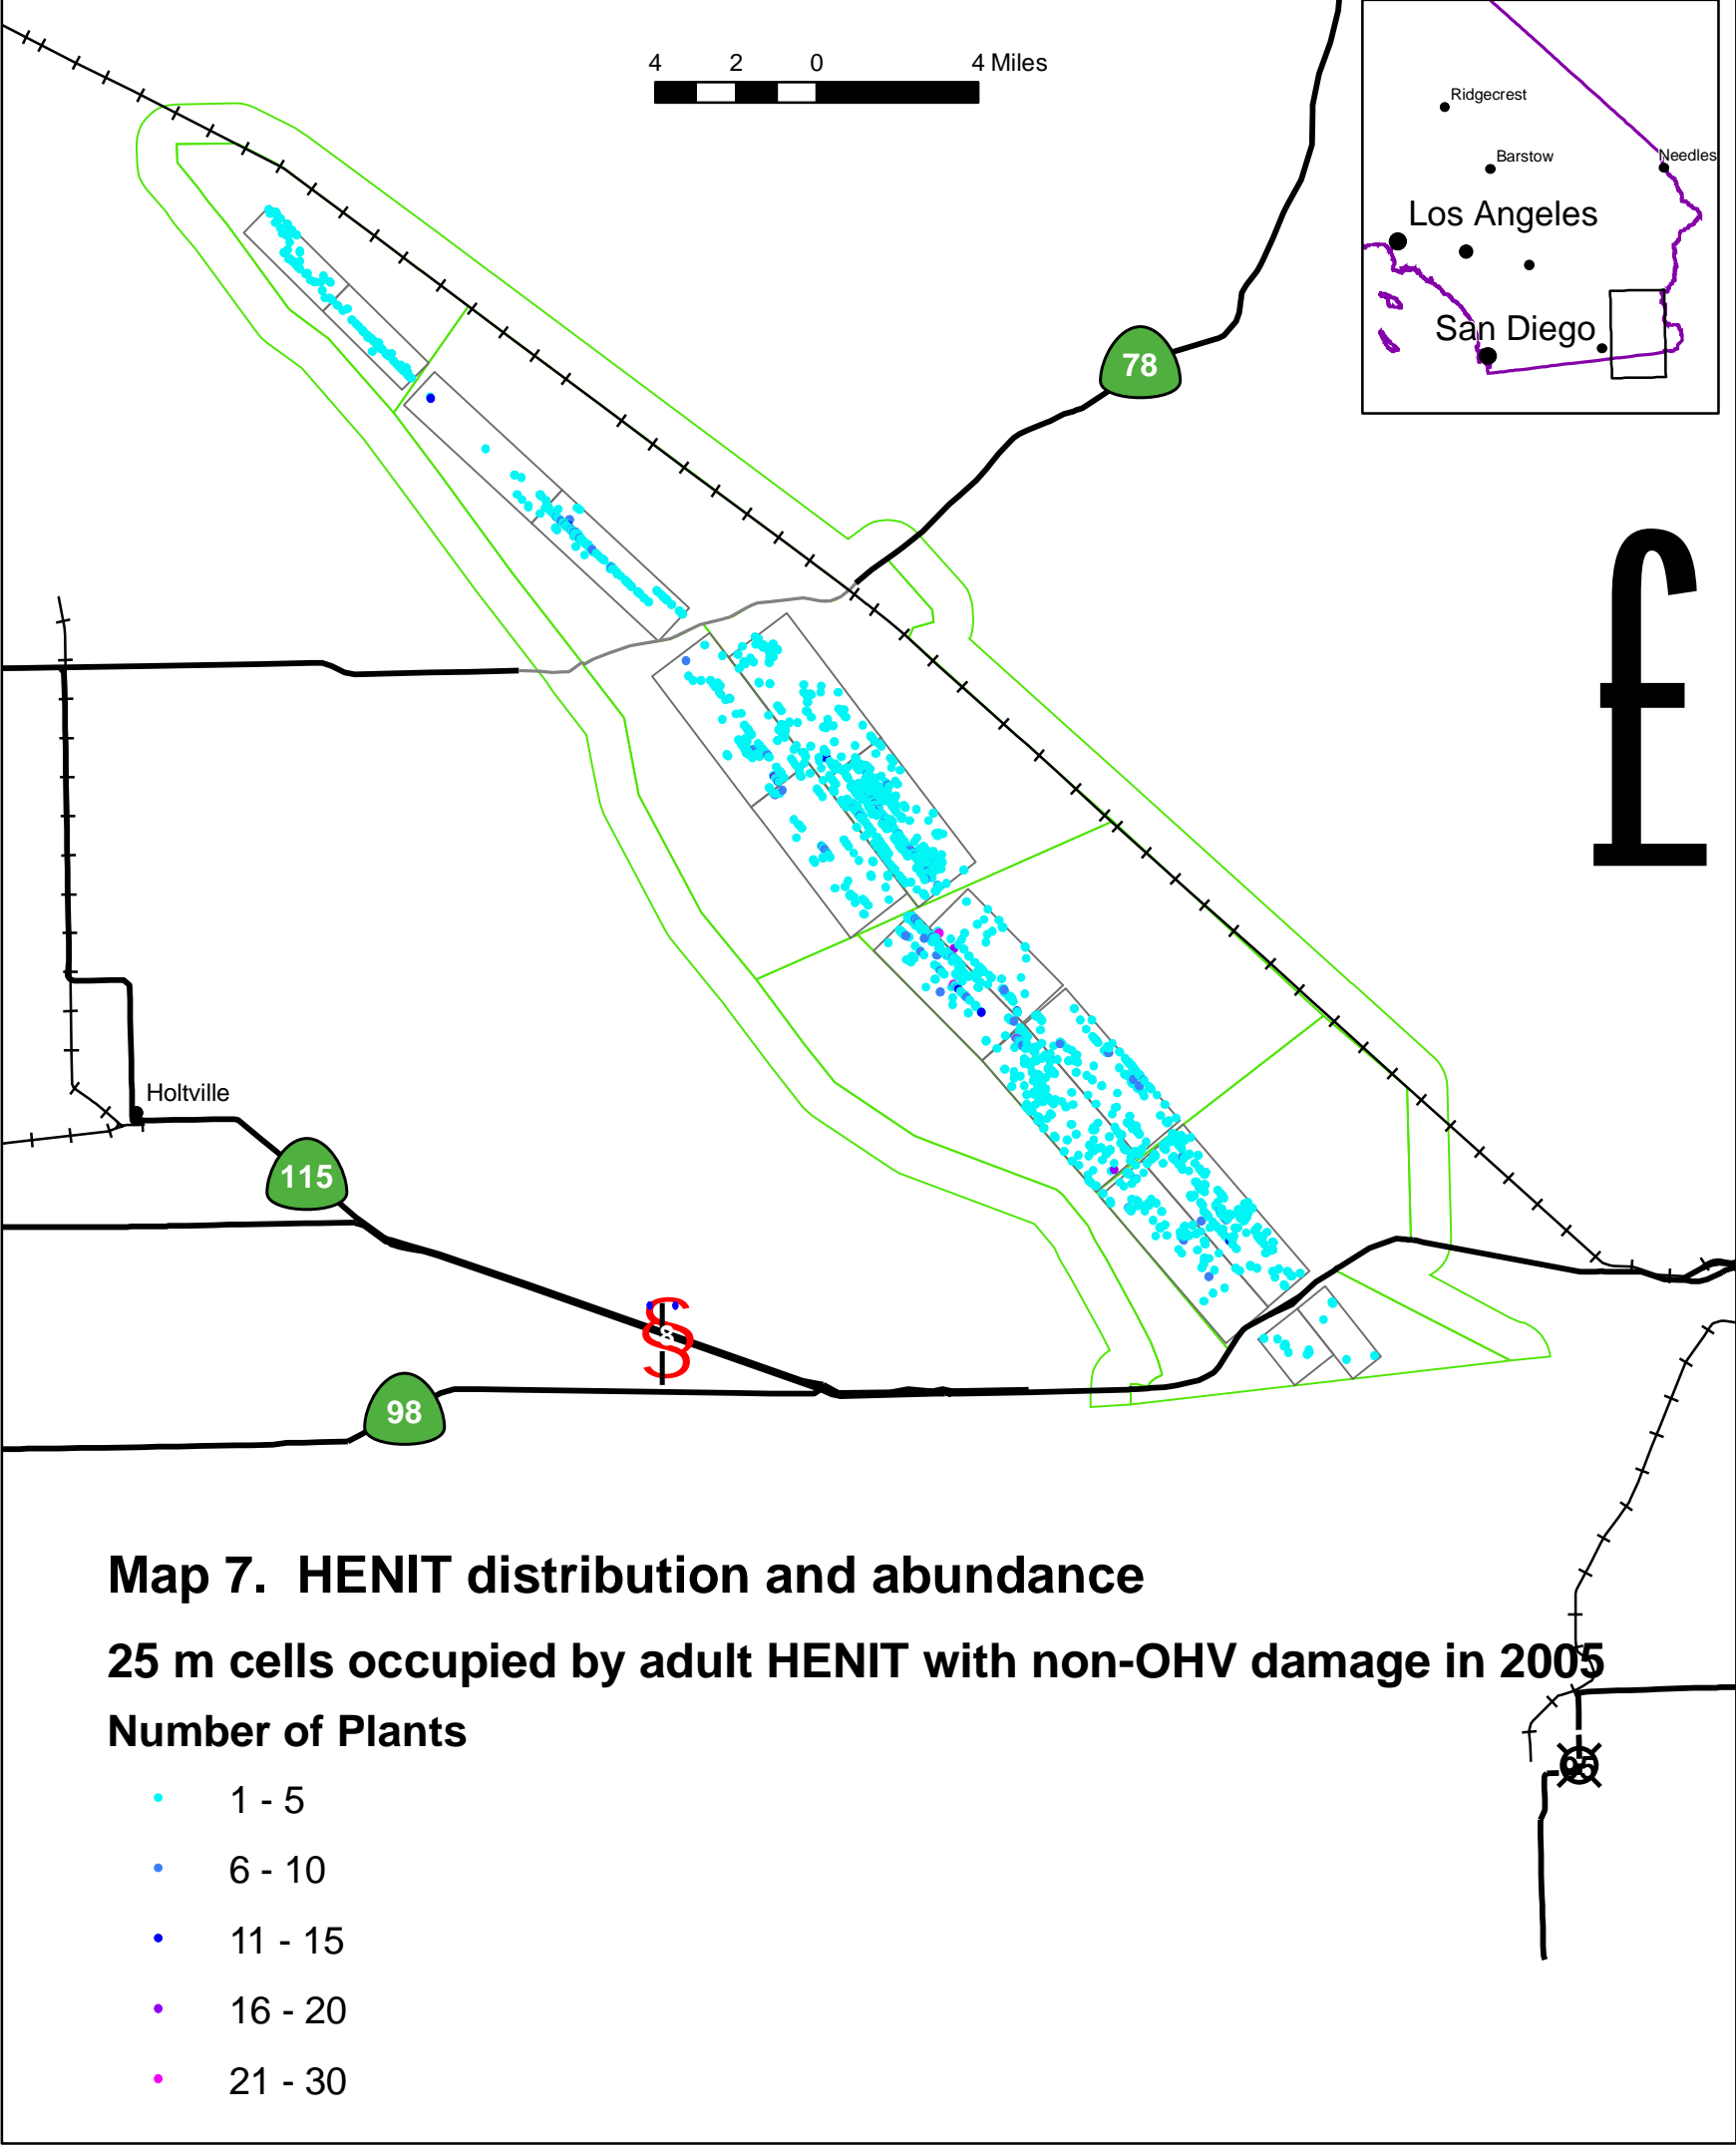 4 2 0 4 Miles
Ridgecrest
Barstow
Needles
Los Angeles
San Diego
78
f
Holtville
115
8
98
Map 7. HENIT distribution and abundance
25 m cells occupied by adult HENIT with non-OHV damage in 2005
Number of Plants
1 - 5
6 - 10
11 - 15
16 - 20
21 - 30
95